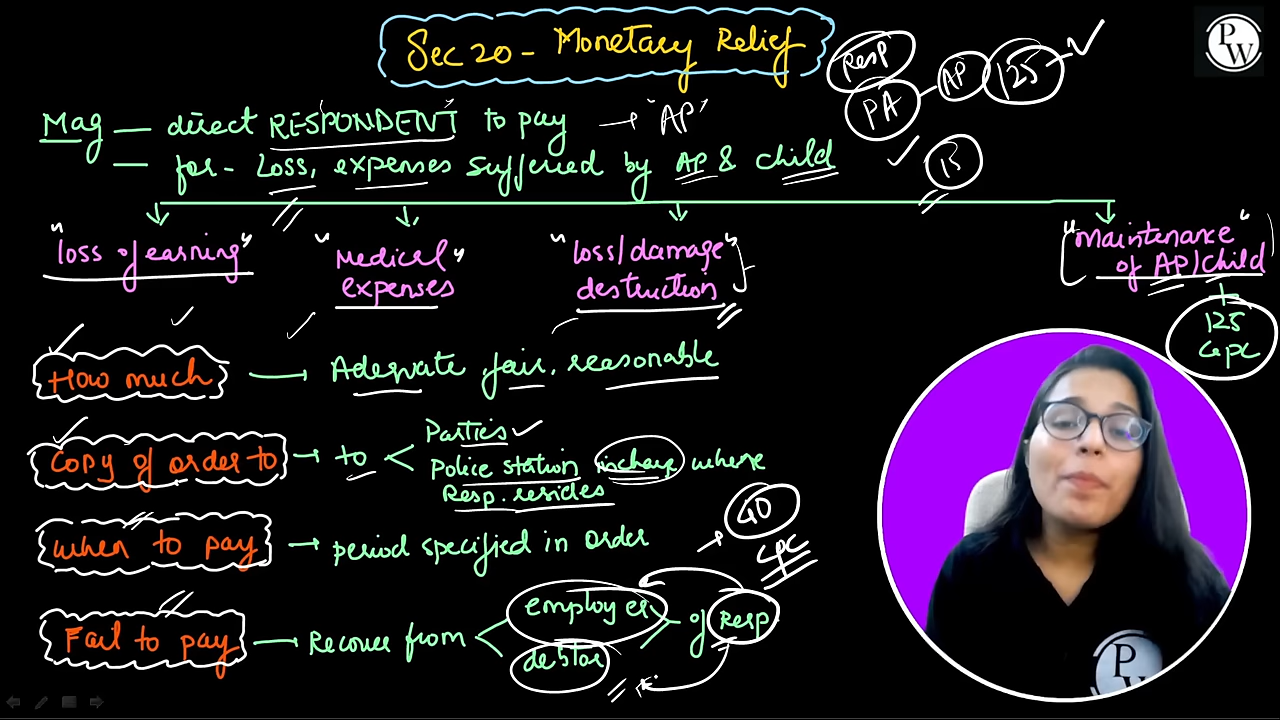 Sec 20 - Monetary Relief
Resp
PA
AP
125
PW
Mag — direct RESPONDENT to pay → "AP"
— for - Loss, expenses suffered by AP & child
15
"loss of earning"
"Medical expenses"
"loss/damage destruction"
"maintenance of AP/child
+
125
CrPC
How much → Adequate fair, reasonable
Copy of order to → to < Parties
Police station incharge where
Resp. resides
When to pay → period specified in order
→ 40
CPC
Fail to pay → Recover from < employer
debtor
of Resp
PW